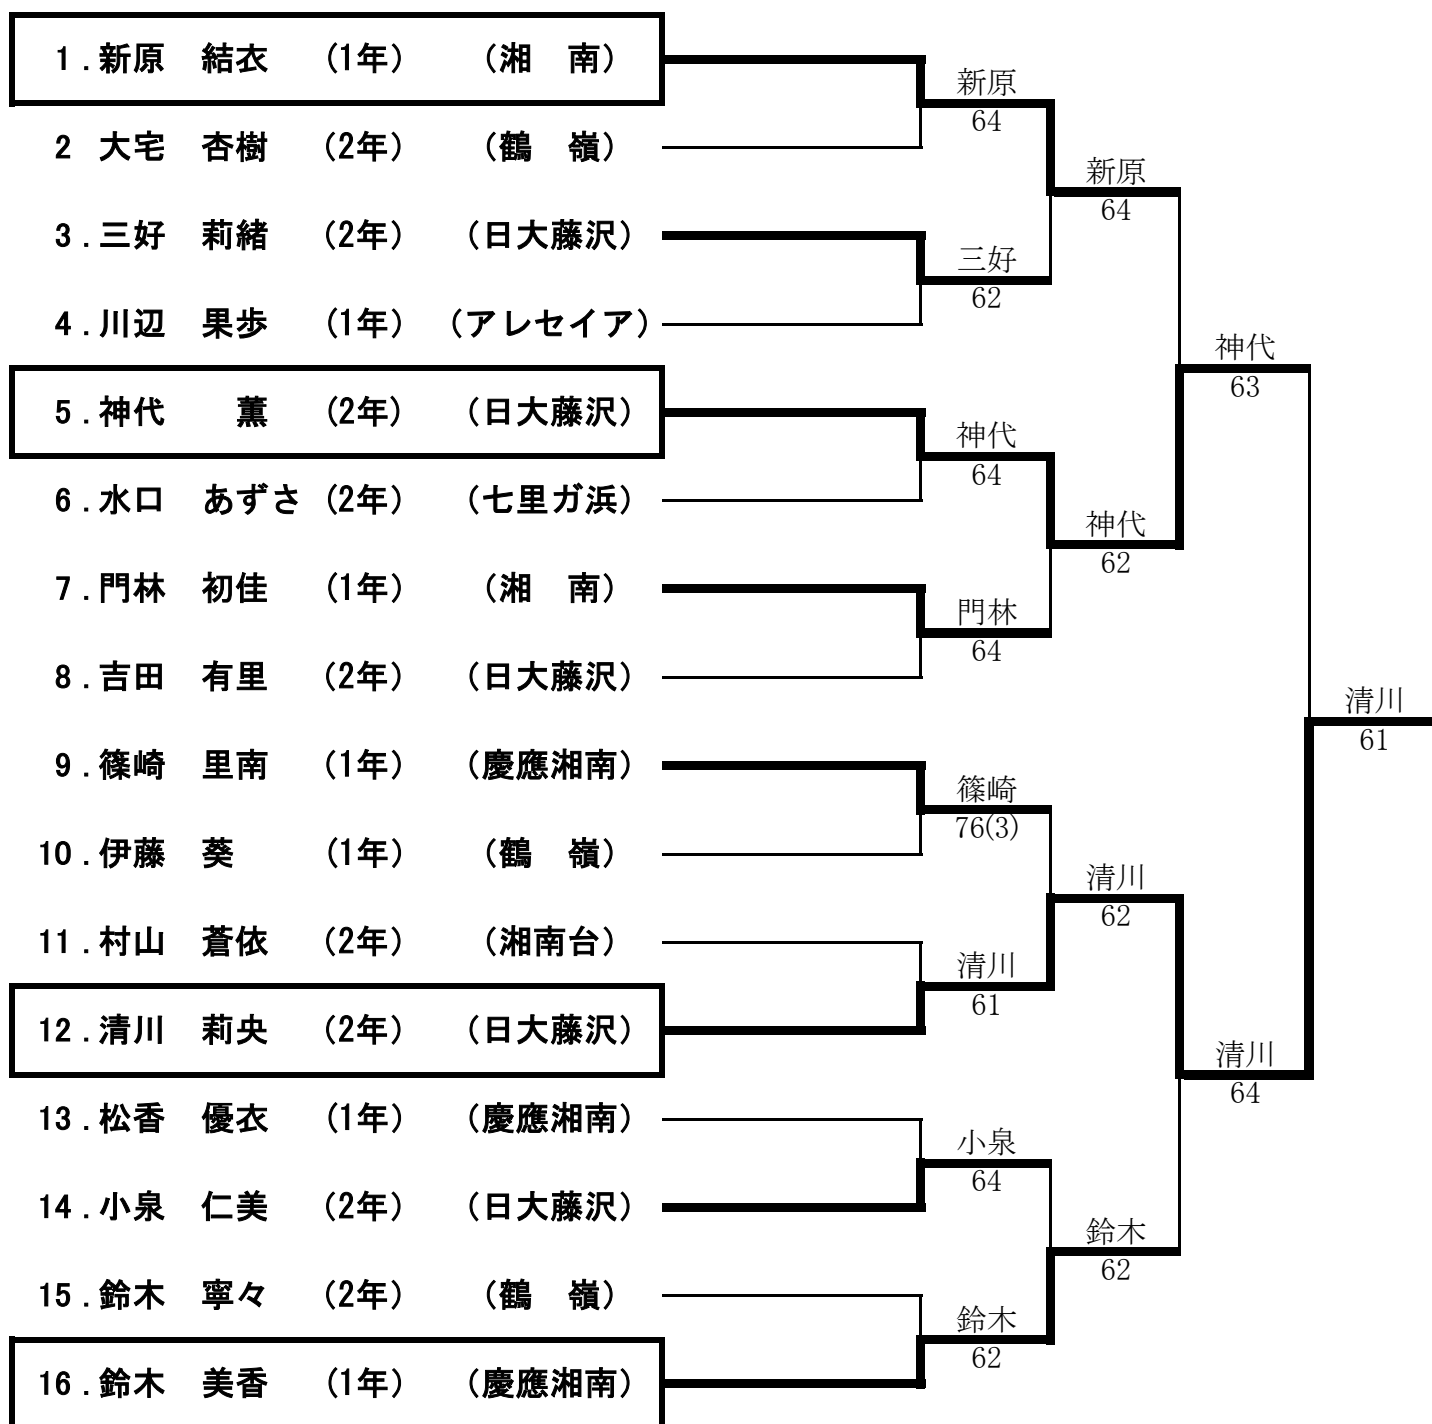 1.新原　結衣　(1年)　（湘　南）
新原
64
2 大宅　杏樹　(2年)　（鶴　嶺）
新原
64
3.三好　莉緒　(2年)　（日大藤沢）
三好
62
4.川辺　果歩　(1年)　（アレセイア）
神代
63
5.神代　　薫　(2年)　（日大藤沢）
神代
64
6.水口　あずさ (2年)　（七里ガ浜）
神代
62
7.門林　初佳　(1年)　（湘　南）
門林
64
8.吉田　有里　(2年)　（日大藤沢）
清川
61
9.篠崎　里南　(1年)　（慶應湘南）
篠崎
76(3)
10.伊藤　葵　(1年)　（鶴　嶺）
清川
62
11.村山　蒼依　(2年)　（湘南台）
清川
61
12.清川　莉央　(2年)　（日大藤沢）
清川
64
13.松香　優衣　(1年)　（慶應湘南）
小泉
64
14.小泉　仁美　(2年)　（日大藤沢）
鈴木
62
15.鈴木　寧々　(2年)　（鶴　嶺）
鈴木
62
16.鈴木　美香　(1年)　（慶應湘南）